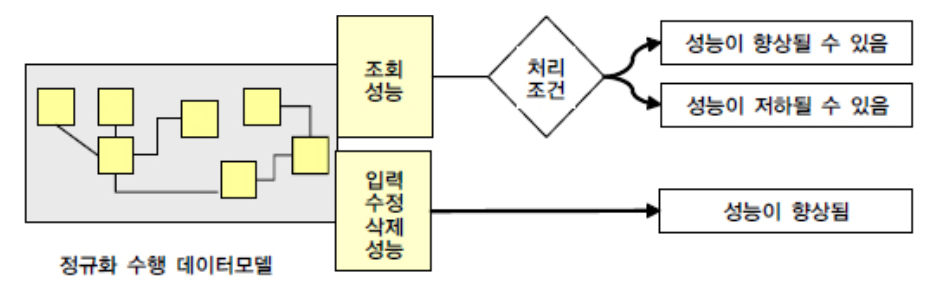 조회
성능
처리
조건
성능이 향상될 수 있음
성능이 저하될 수 있음
입력
수정
삭제
성능
성능이 향상됨
정규화 수행 데이터모델